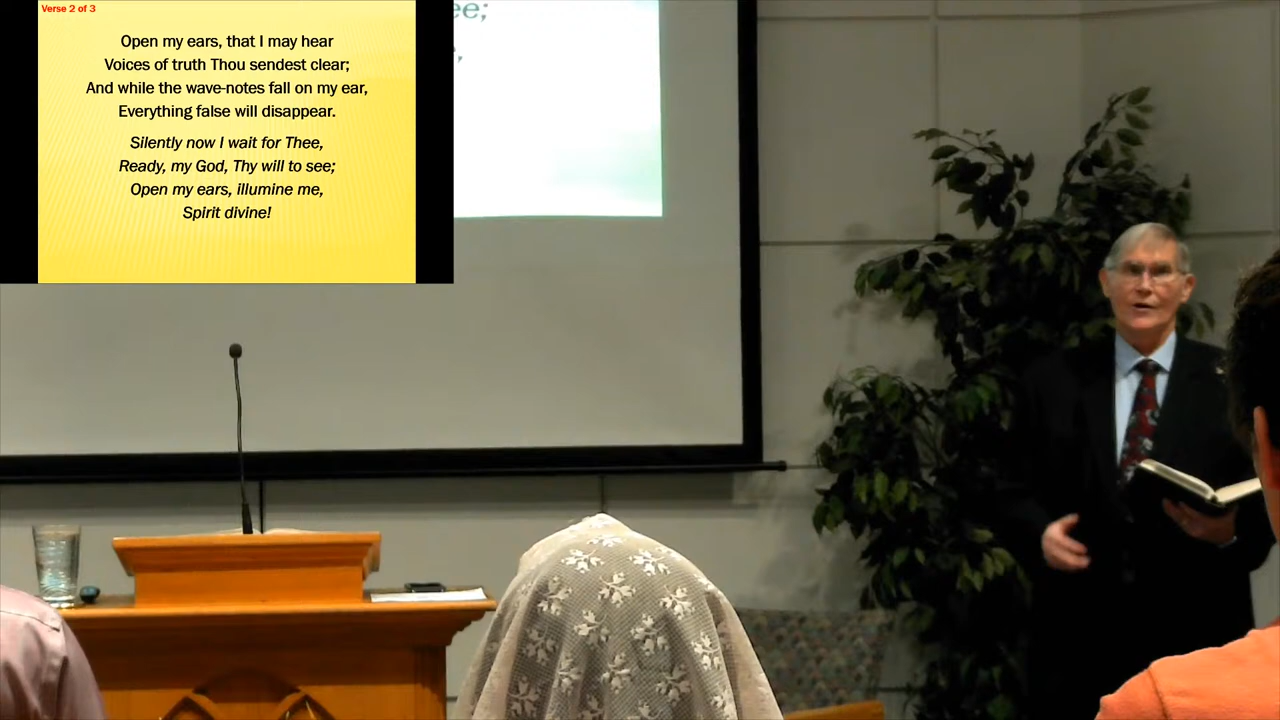 Verse 2 of 3
Open my ears, that I may hear
Voices of truth Thou sendest clear;
And while the wave-notes fall on my ear,
Everything false will disappear.
Silently now I wait for Thee,
Ready, my God, Thy will to see;
Open my ears, illumine me,
Spirit divine!
ee;
,